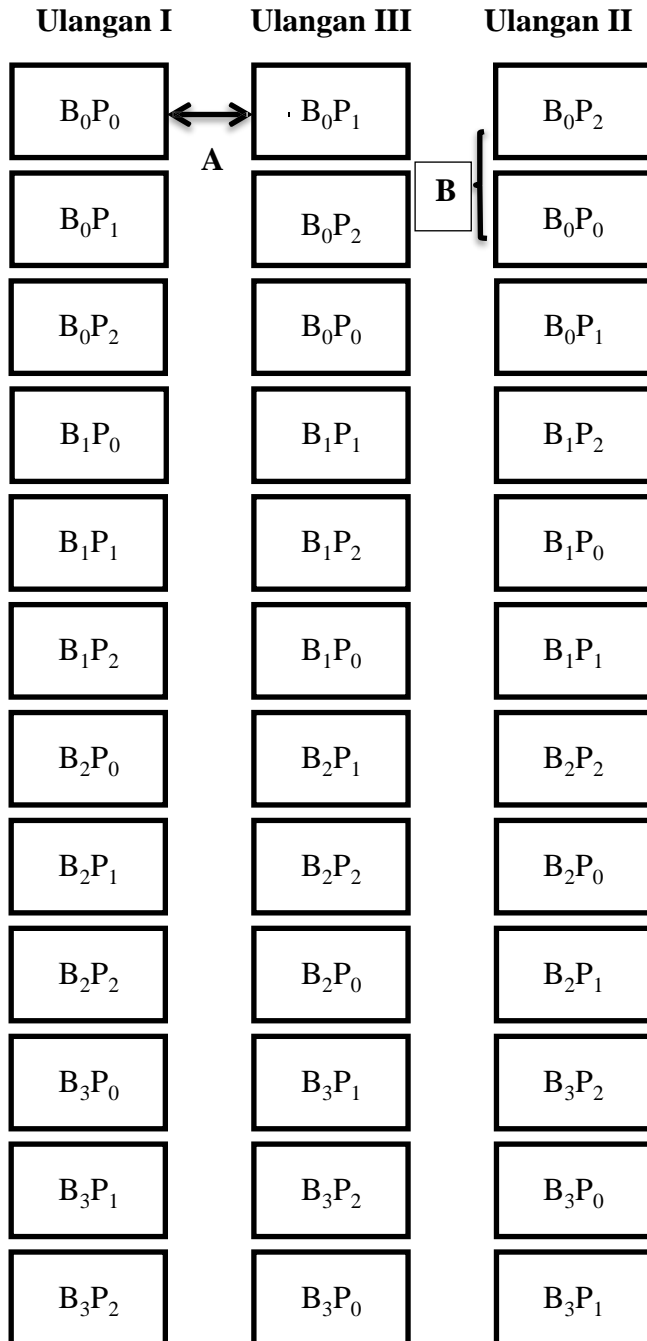 Ulangan I Ulangan III Ulangan II
B₀P₀ B₀P₁ B₀P₂
A
B
B₀P₁ B₀P₂ B₀P₀
B₀P₂ B₀P₀ B₀P₁
B₁P₀ B₁P₁ B₁P₂
B₁P₁ B₁P₂ B₁P₀
B₁P₂ B₁P₀ B₁P₁
B₂P₀ B₂P₁ B₂P₂
B₂P₁ B₂P₂ B₂P₀
B₂P₂ B₂P₀ B₂P₁
B₃P₀ B₃P₁ B₃P₂
B₃P₁ B₃P₂ B₃P₀
B₃P₂ B₃P₀ B₃P₁